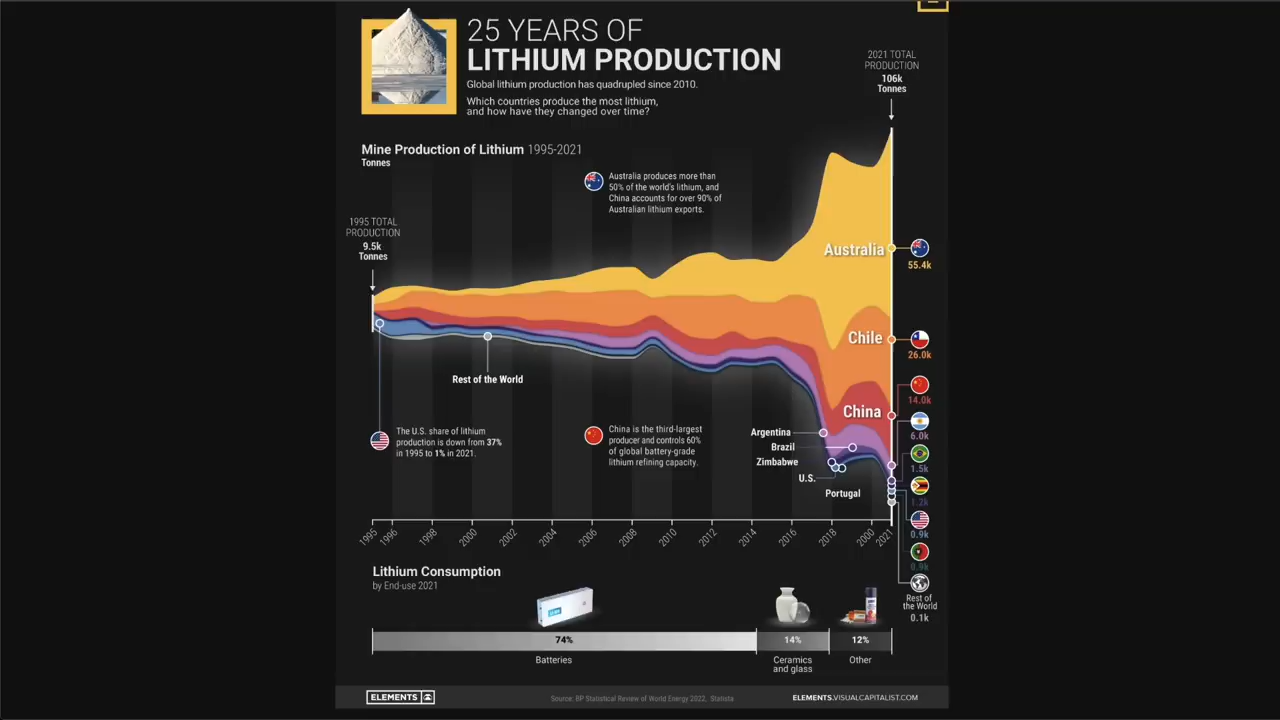 25 YEARS OF
LITHIUM PRODUCTION
Global lithium production has quadrupled since 2010.
Which countries produce the most lithium,
and how have they changed over time?
2021 TOTAL
PRODUCTION
106k
Tonnes
Mine Production of Lithium 1995-2021
Tonnes
Australia produces more than
50% of the world's lithium, and
China accounts for over 90% of
Australian lithium exports.
1995 TOTAL
PRODUCTION
9.5k
Tonnes
Australia
55.4k
Chile
26.0k
China
14.0k
Rest of the World
The U.S. share of lithium
production is down from 37%
in 1995 to 1% in 2021.
China is the third-largest
producer and controls 60%
of global battery-grade
lithium refining capacity.
Argentina
6.0k
Brazil
1.5k
Zimbabwe
1.2k
U.S.
0.9k
Portugal
0.9k
Rest of
the World
0.1k
1995 1996 1998 2000 2002 2004 2006 2008 2010 2012 2014 2016 2018 2000 2021
Lithium Consumption
by End-use 2021
LI-ION
74% 14% 12%
Batteries
Ceramics
and glass
Other
ELEMENTS
Source: BP Statistical Review of World Energy 2022, Statista
ELEMENTS.VISUALCAPITALIST.COM